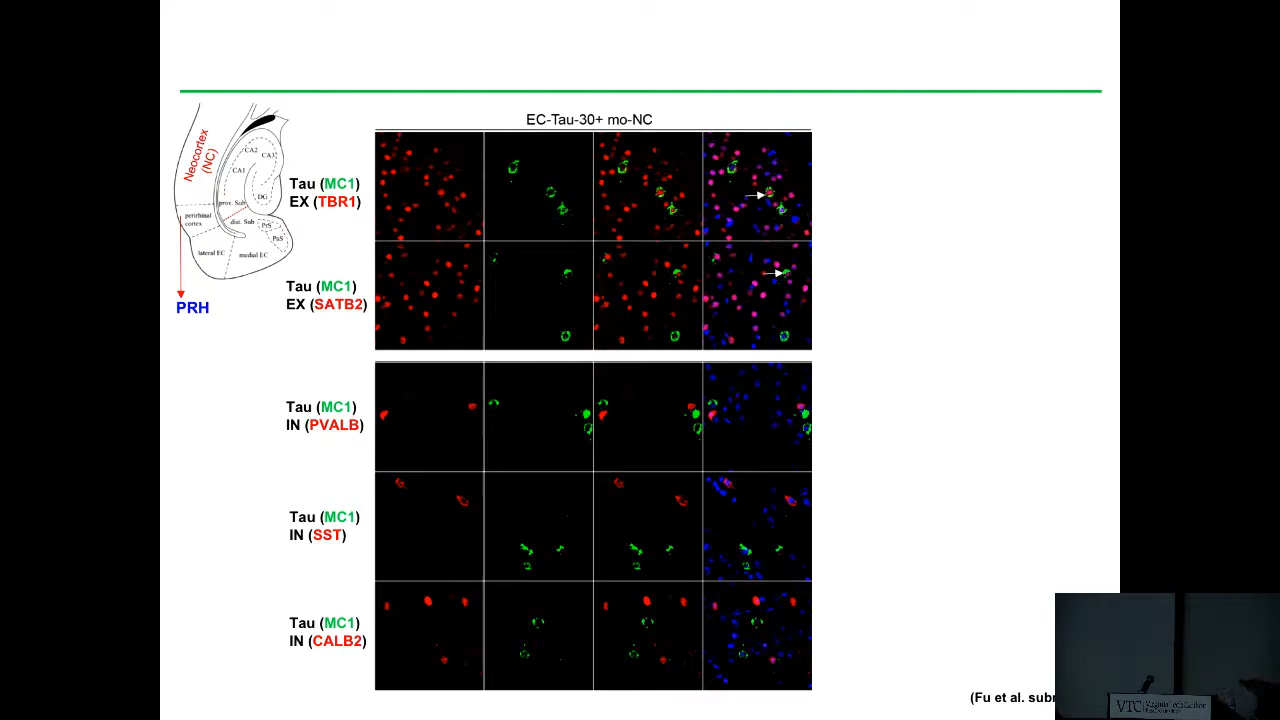 EC-Tau-30+ mo-NC
Neocortex
(NC)
CA2
CA3
CA1
DG
prox. Sub
dist. Sub
PrS
PaS
perirhinal
cortex
lateral EC
medial EC
PRH
Tau (MC1)
EX (TBR1)
Tau (MC1)
EX (SATB2)
Tau (MC1)
IN (PVALB)
Tau (MC1)
IN (SST)
Tau (MC1)
IN (CALB2)
(Fu et al.
VTC